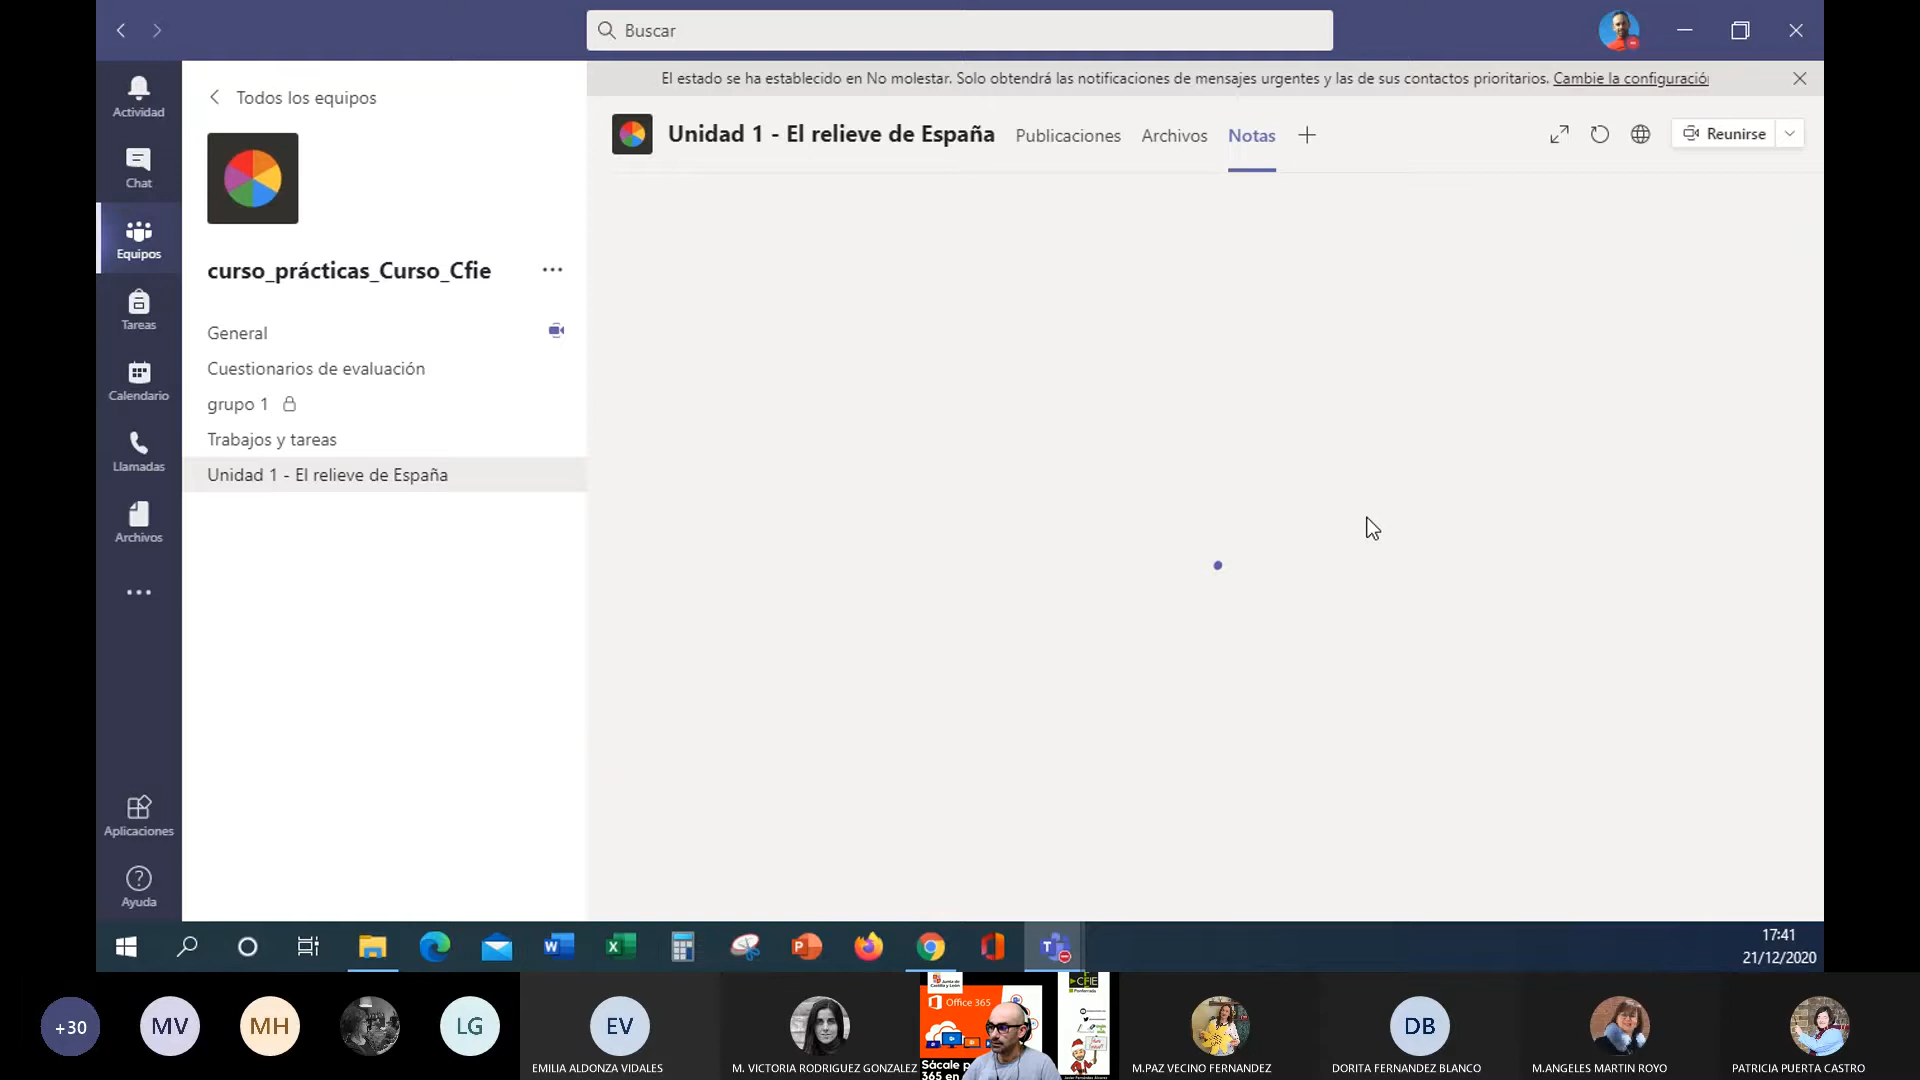 Buscar
El estado se ha establecido en No molestar. Solo obtendrá las notificaciones de mensajes urgentes y las de sus contactos prioritarios. Cambie la configuració
Actividad
Chat
Equipos
Tareas
Calendario
Llamadas
Archivos
Aplicaciones
Ayuda
Todos los equipos
curso_prácticas_Curso_Cfie
General
Cuestionarios de evaluación
grupo 1
Trabajos y tareas
Unidad 1 - El relieve de España
Unidad 1 - El relieve de España Publicaciones Archivos Notas
Reunirse
17:41
21/12/2020
+30
MV
MH
LG
EV
EMILIA ALDONZA VIDALES
M. VICTORIA RODRIGUEZ GONZALEZ
Office 365
Sácale p
365 en
CFIE
M.PAZ VECINO FERNANDEZ
DB
DORITA FERNANDEZ BLANCO
M.ANGELES MARTIN ROYO
PATRICIA PUERTA CASTRO